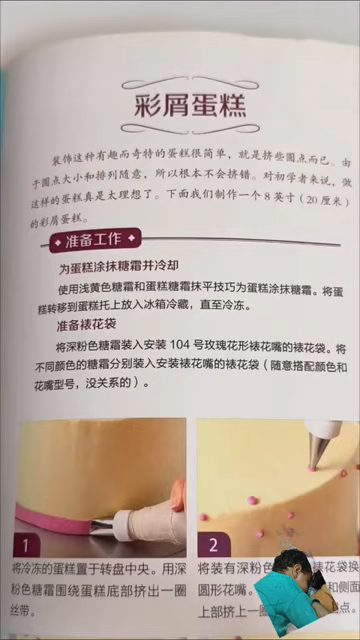 彩屑蛋糕
装饰这种有趣而奇特的蛋糕很简单，就是挤些圆点而已。由
于圆点大小和排列随意，所以根本不会挤错。对初学者来说，做
这样的蛋糕真是太理想了。下面我们制作一个8英寸（20厘米）
的彩屑蛋糕。
准备工作
为蛋糕涂抹糖霜并冷却
使用浅黄色糖霜和蛋糕糖霜抹平技巧为蛋糕涂抹糖霜。将蛋
糕转移到蛋糕托上放入冰箱冷藏，直至冷冻。
准备裱花袋
将深粉色糖霜装入安装104号玫瑰花形裱花嘴的裱花袋。将
不同颜色的糖霜分别装入安装裱花嘴的裱花袋（随意搭配颜色和
花嘴型号，没关系的）。
1
将冷冻的蛋糕置于转盘中央。用深
粉色糖霜围绕蛋糕底部挤出一圈
丝带。
2
将装有深粉色 裱花袋换
圆形花嘴。 和侧面
上部挤上一圈 点。